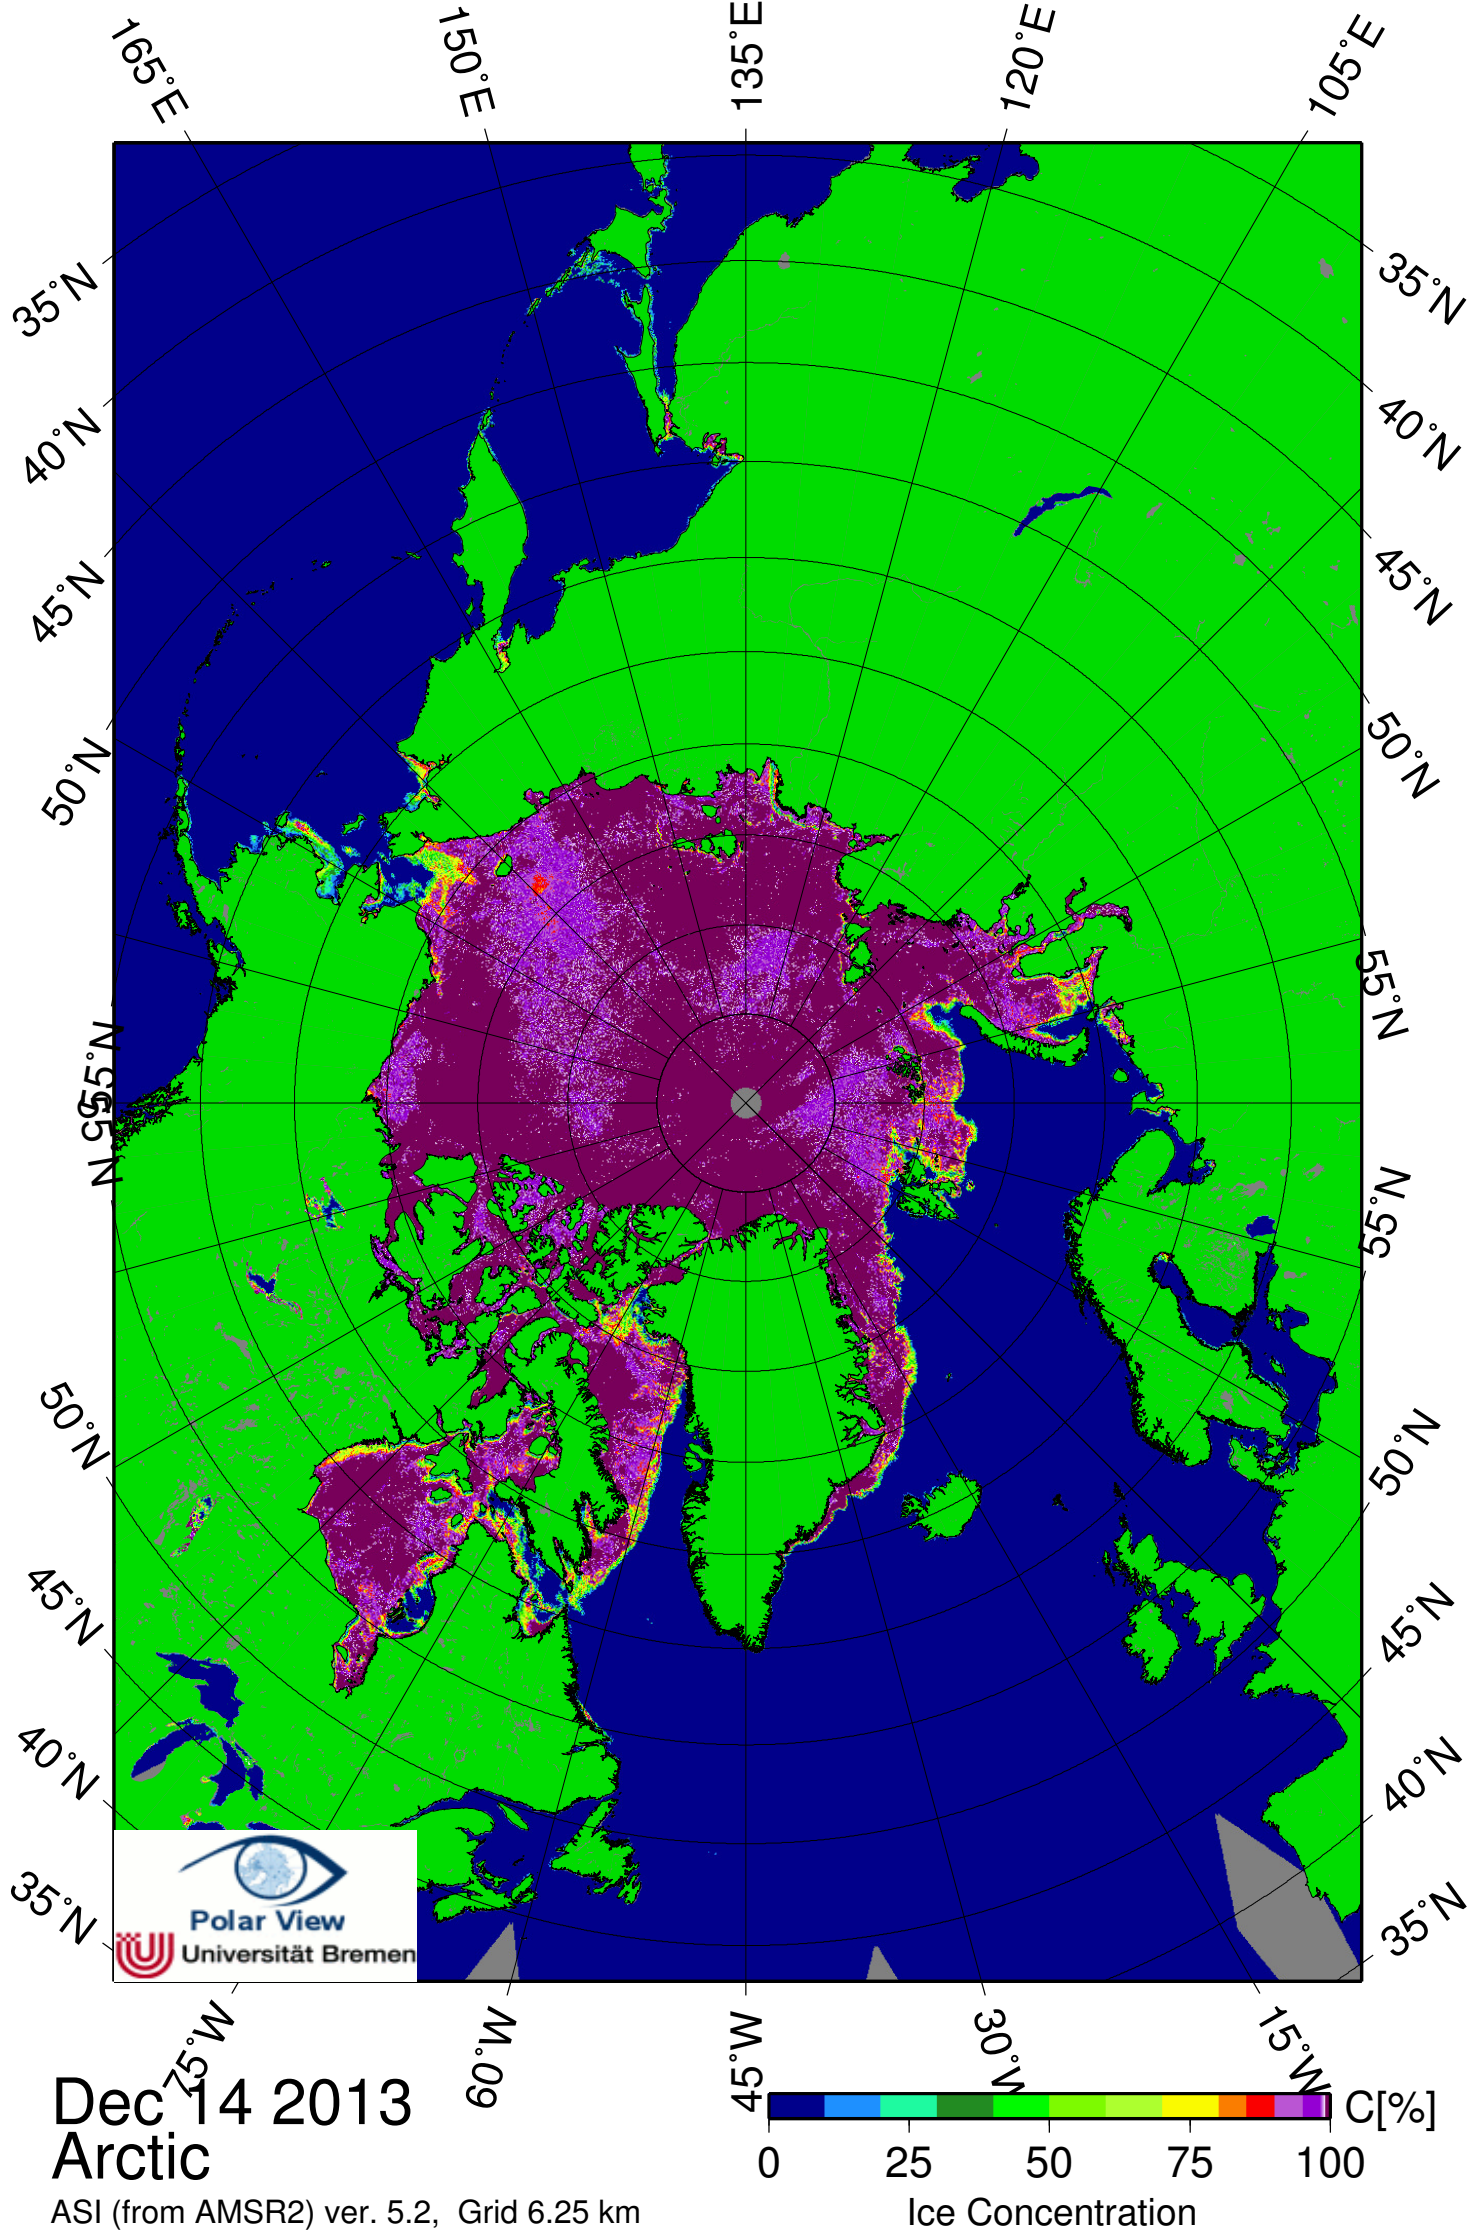 165°E 150°E 135°E 120°E 105°E
35°N 35°N
40°N 40°N
45°N 45°N
50°N 50°N
55°N 55°N
55°N 55°N
50°N 50°N
45°N 45°N
40°N 40°N
35°N 35°N
Polar View
Universität Bremen
75°W 60°W 45°W 30°W 15°W
Dec 14 2013
Arctic
ASI (from AMSR2) ver. 5.2, Grid 6.25 km
C[%]
0 25 50 75 100
Ice Concentration